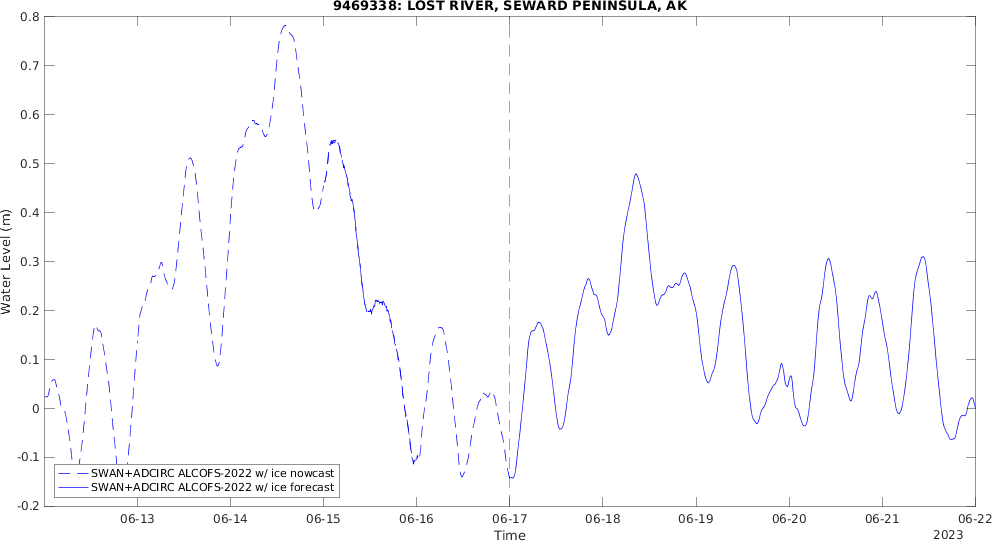 9469338: LOST RIVER, SEWARD PENINSULA, AK
Water Level (m)
0.8
0.7
0.6
0.5
0.4
0.3
0.2
0.1
0
-0.1
-0.2
SWAN+ADCIRC ALCOFS-2022 w/ ice nowcast
SWAN+ADCIRC ALCOFS-2022 w/ ice forecast
06-13 06-14 06-15 06-16 06-17 06-18 06-19 06-20 06-21 06-22
Time
2023